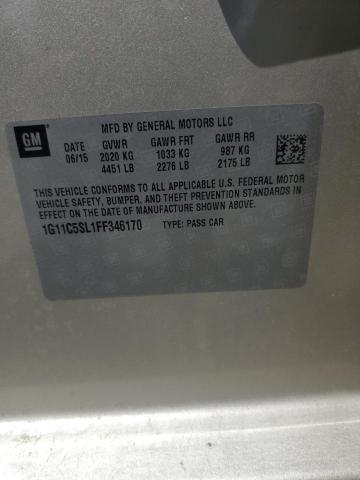 GM
MFD BY GENERAL MOTORS LLC
DATE GVWR GAWR FRT GAWR RR
06/15 2020 KG 1033 KG 987 KG
4451 LB 2276 LB 2175 LB
THIS VEHICLE CONFORMS TO ALL APPLICABLE U.S. FEDERAL MOTOR
VEHICLE SAFETY, BUMPER, AND THEFT PREVENTION STANDARDS IN
EFFECT ON THE DATE OF MANUFACTURE SHOWN ABOVE.
1G11C5SL1FF346170 TYPE: PASS CAR